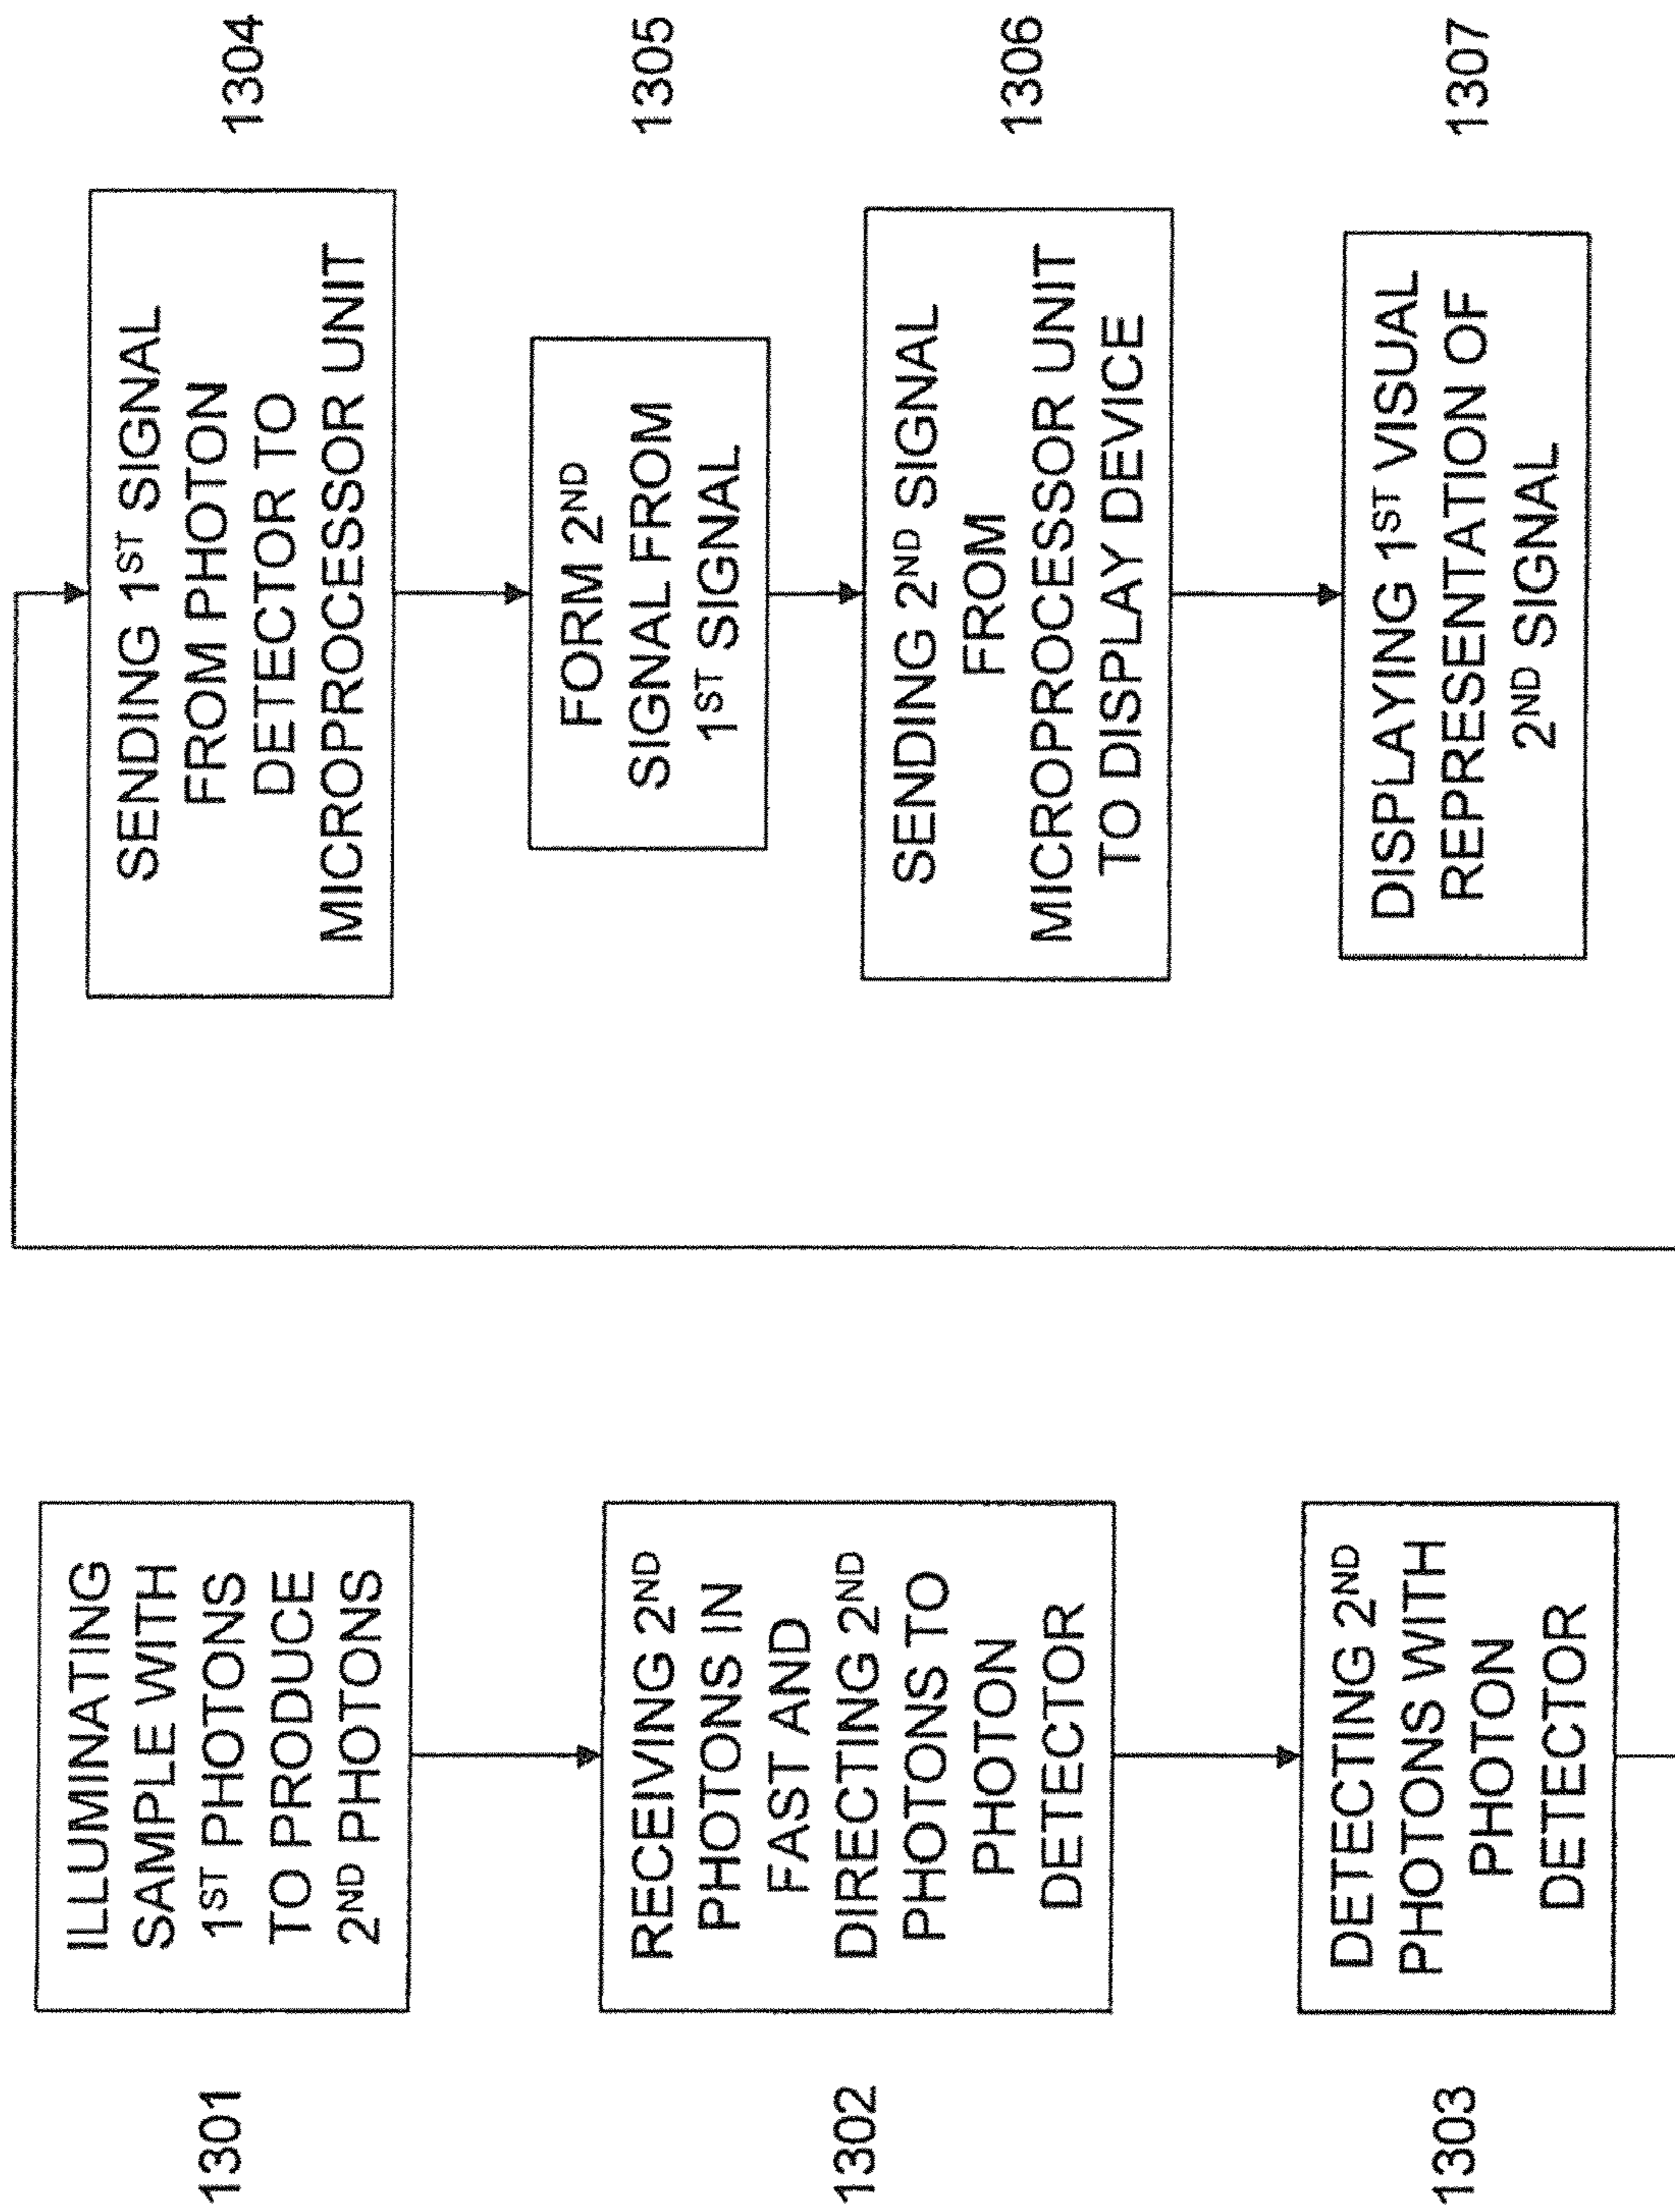 1301
ILLUMINATING
SAMPLE WITH
1ST PHOTONS
TO PRODUCE
2ND PHOTONS
1302
RECEIVING 2ND
PHOTONS IN
FAST AND
DIRECTING 2ND
PHOTONS TO
PHOTON
DETECTOR
1303
DETECTING 2ND
PHOTONS WITH
PHOTON
DETECTOR
SENDING 1ST SIGNAL
FROM PHOTON
DETECTOR TO
MICROPROCESSOR UNIT
1304
FORM 2ND
SIGNAL FROM
1ST SIGNAL
1305
SENDING 2ND SIGNAL
FROM
MICROPROCESSOR UNIT
TO DISPLAY DEVICE
1306
DISPLAYING 1ST VISUAL
REPRESENTATION OF
2ND SIGNAL
1307